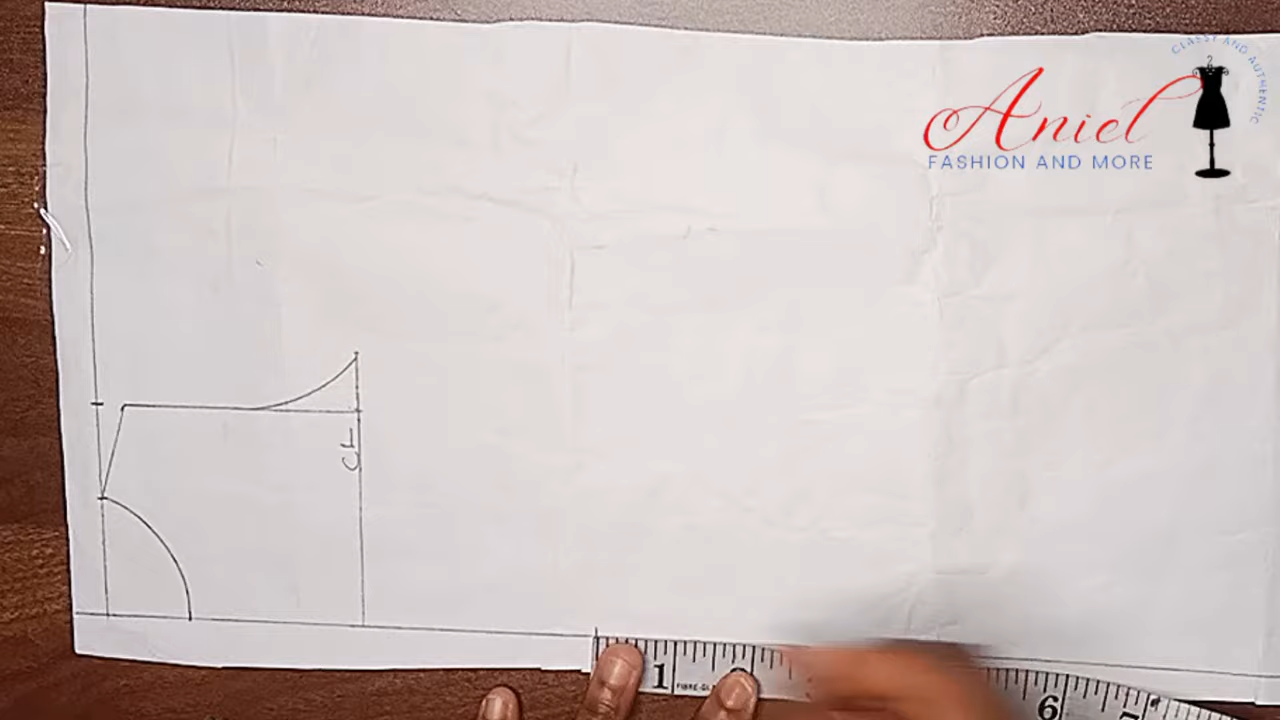 CLASSY AND AUTHENTIC
Aniel
FASHION AND MORE
CL
1
6